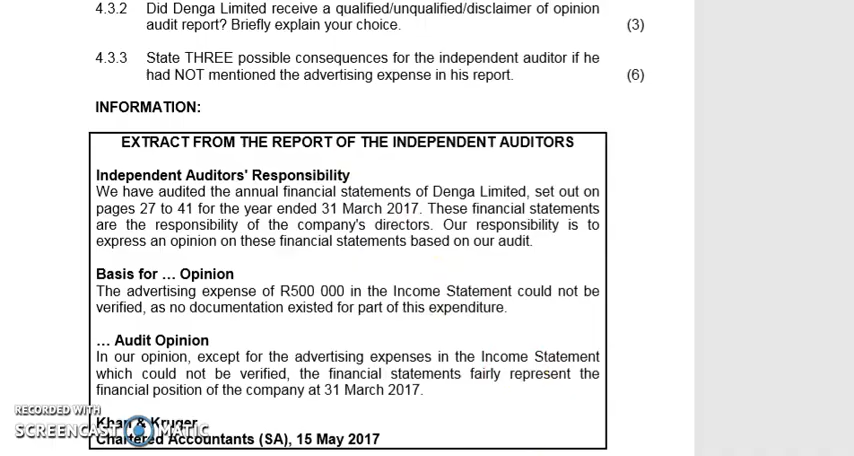 4.3.2 Did Denga Limited receive a qualified/unqualified/disclaimer of opinion
audit report? Briefly explain your choice. (3)
4.3.3 State THREE possible consequences for the independent auditor if he
had NOT mentioned the advertising expense in his report. (6)
INFORMATION:
EXTRACT FROM THE REPORT OF THE INDEPENDENT AUDITORS
Independent Auditors' Responsibility
We have audited the annual financial statements of Denga Limited, set out on
pages 27 to 41 for the year ended 31 March 2017. These financial statements
are the responsibility of the company's directors. Our responsibility is to
express an opinion on these financial statements based on our audit.
Basis for … Opinion
The advertising expense of R500 000 in the Income Statement could not be
verified, as no documentation existed for part of this expenditure.
… Audit Opinion
In our opinion, except for the advertising expenses in the Income Statement
which could not be verified, the financial statements fairly represent the
financial position of the company at 31 March 2017.
RECORDED WITH
Khan & Kruger
SCREENCAST MATIC
Chartered Accountants (SA), 15 May 2017